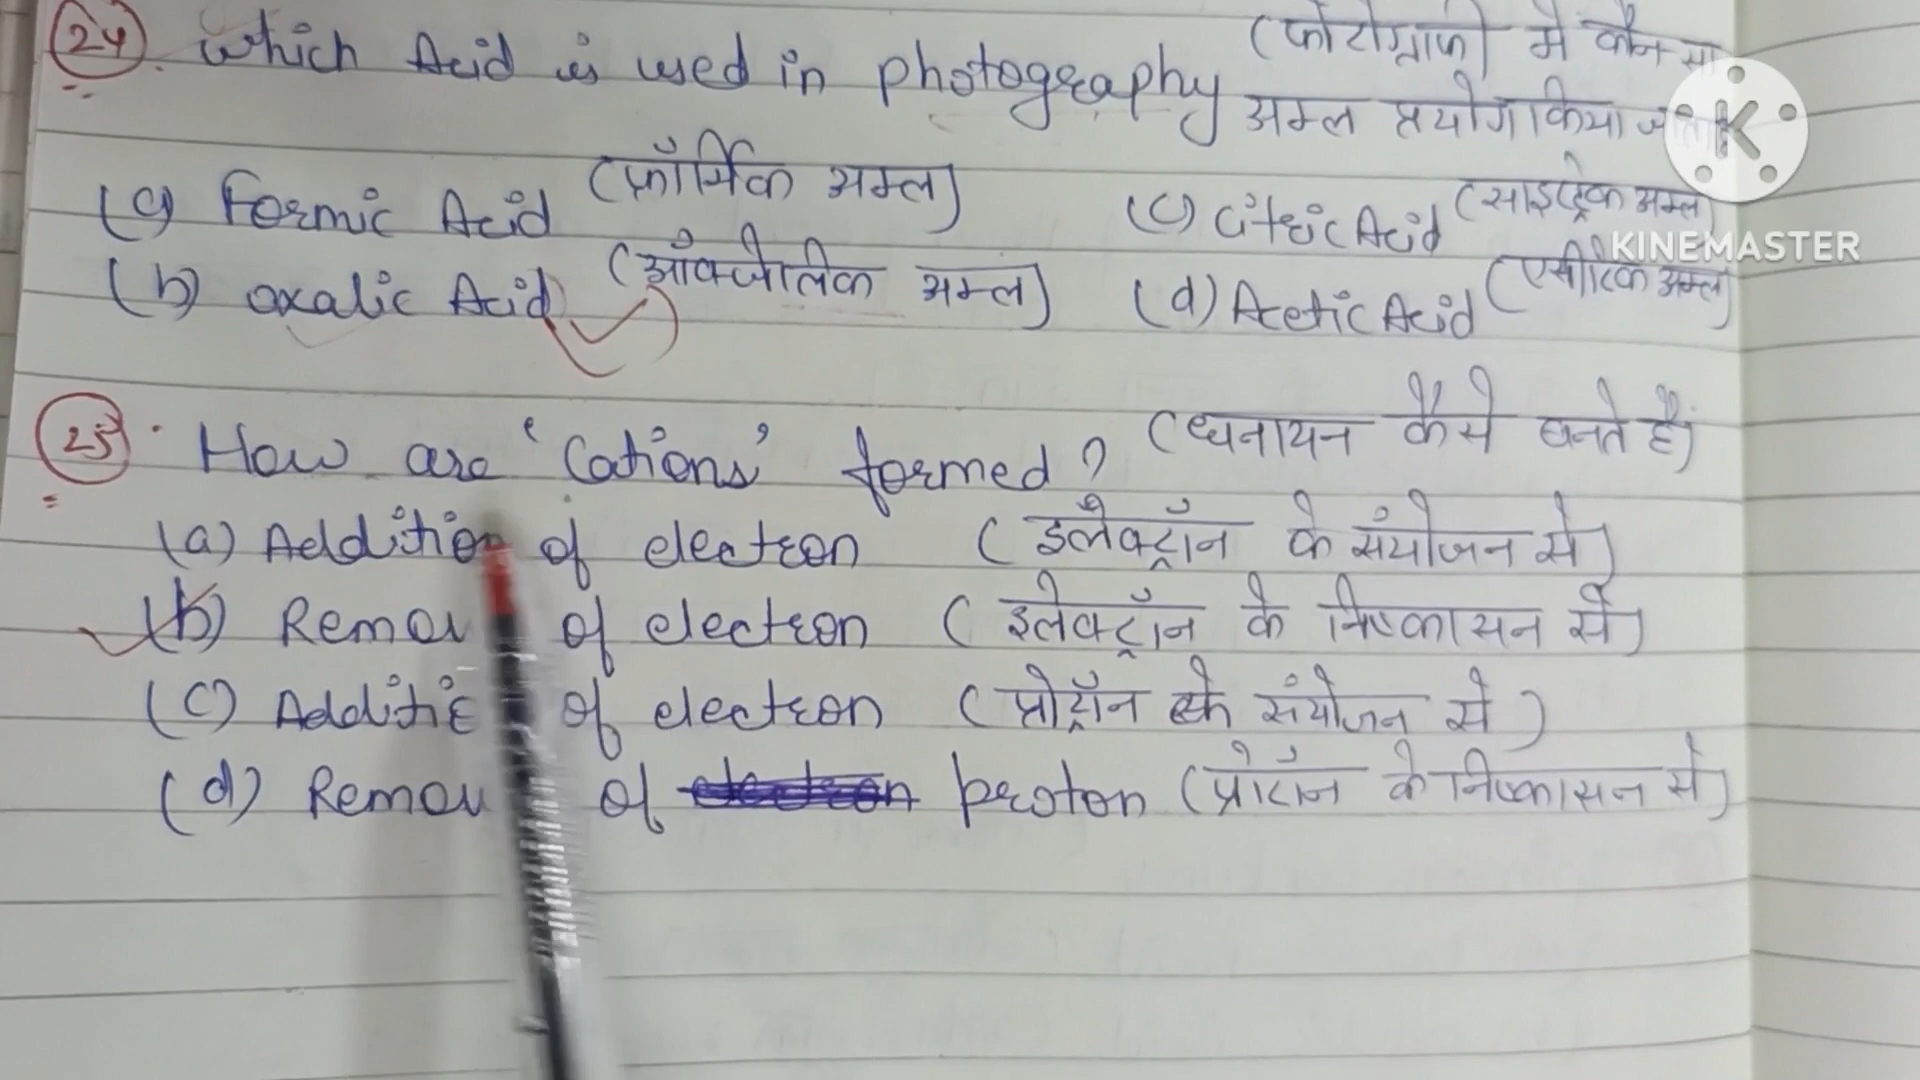 24. Which Acid is used in photography (फोटोग्राफी में कौन सा
अम्ल प्रयोग किया
(a) Formic Acid (फॉर्मिक अम्ल) (c) Citric Acid (साइट्रिक अम्ल)
(b) oxalic Acid (ऑक्जैलिक अम्ल) (d) Acetic Acid (एसीटिक अम्ल)
KINEMASTER
25. How are 'Cations' formed? (धनायन कैसे बनते हैं)
(a) Addition of electron (इलैक्ट्रॉन के संयोजन से)
(b) Remov of electron (इलेक्ट्रॉन के निष्कासन से)
(c) Additi of electron (प्रोट्रॉन के संयोजन से)
(d) Remov of proton (प्रोटॉन के निष्कासन से)